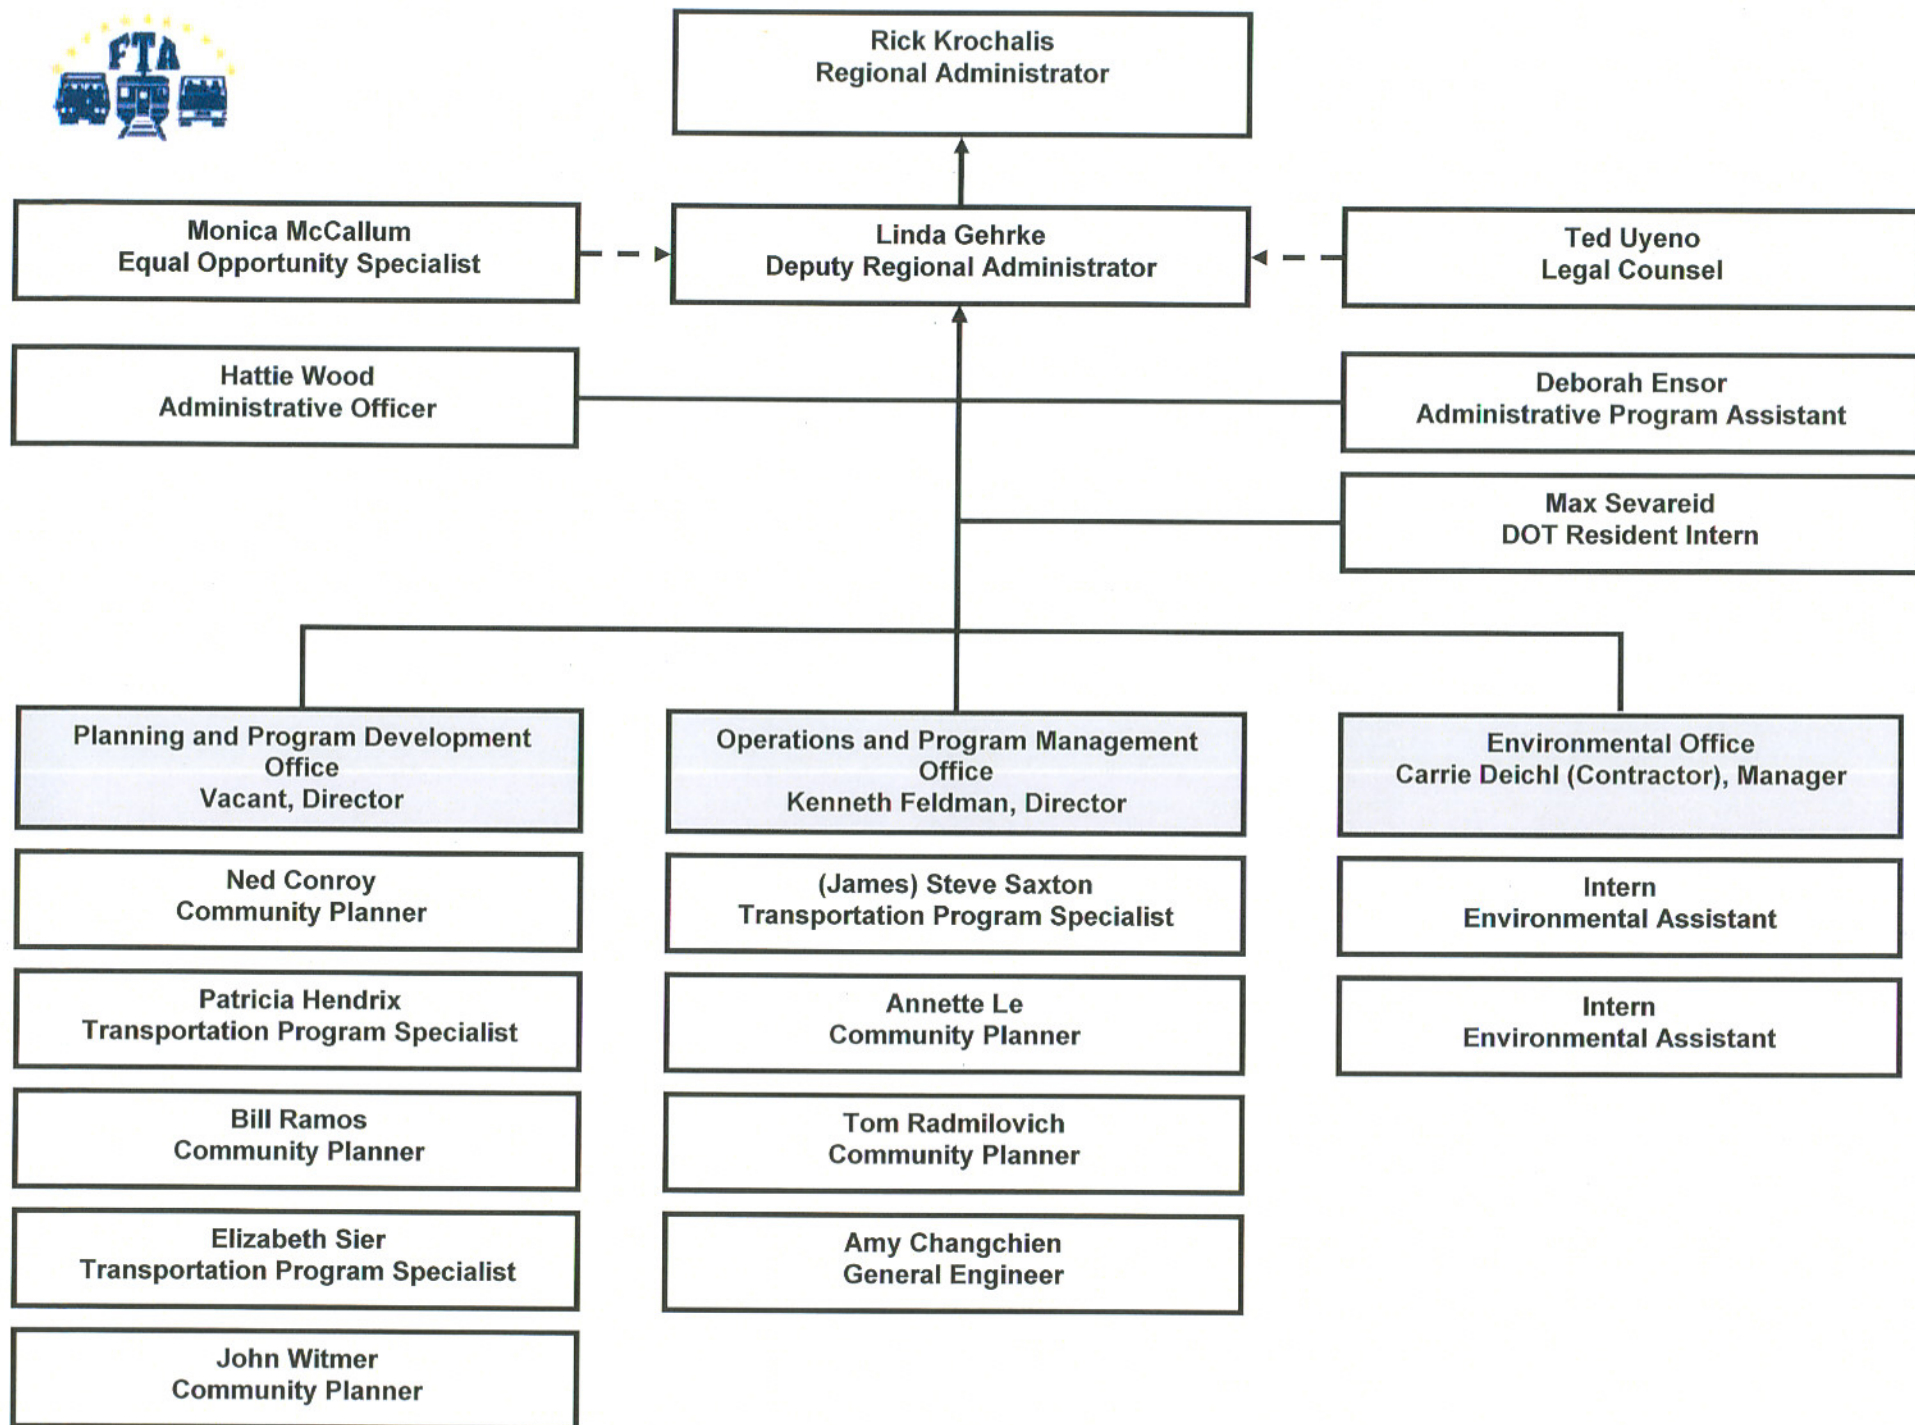 FTA
Rick Krochalis
Regional Administrator
Monica McCallum
Equal Opportunity Specialist
Linda Gehrke
Deputy Regional Administrator
Ted Uyeno
Legal Counsel
Hattie Wood
Administrative Officer
Deborah Ensor
Administrative Program Assistant
Max Sevareid
DOT Resident Intern
Planning and Program Development
Office
Vacant, Director
Ned Conroy
Community Planner
Patricia Hendrix
Transportation Program Specialist
Bill Ramos
Community Planner
Elizabeth Sier
Transportation Program Specialist
John Witmer
Community Planner
Operations and Program Management
Office
Kenneth Feldman, Director
(James) Steve Saxton
Transportation Program Specialist
Annette Le
Community Planner
Tom Radmilovich
Community Planner
Amy Changchien
General Engineer
Environmental Office
Carrie Deichl (Contractor), Manager
Intern
Environmental Assistant
Intern
Environmental Assistant